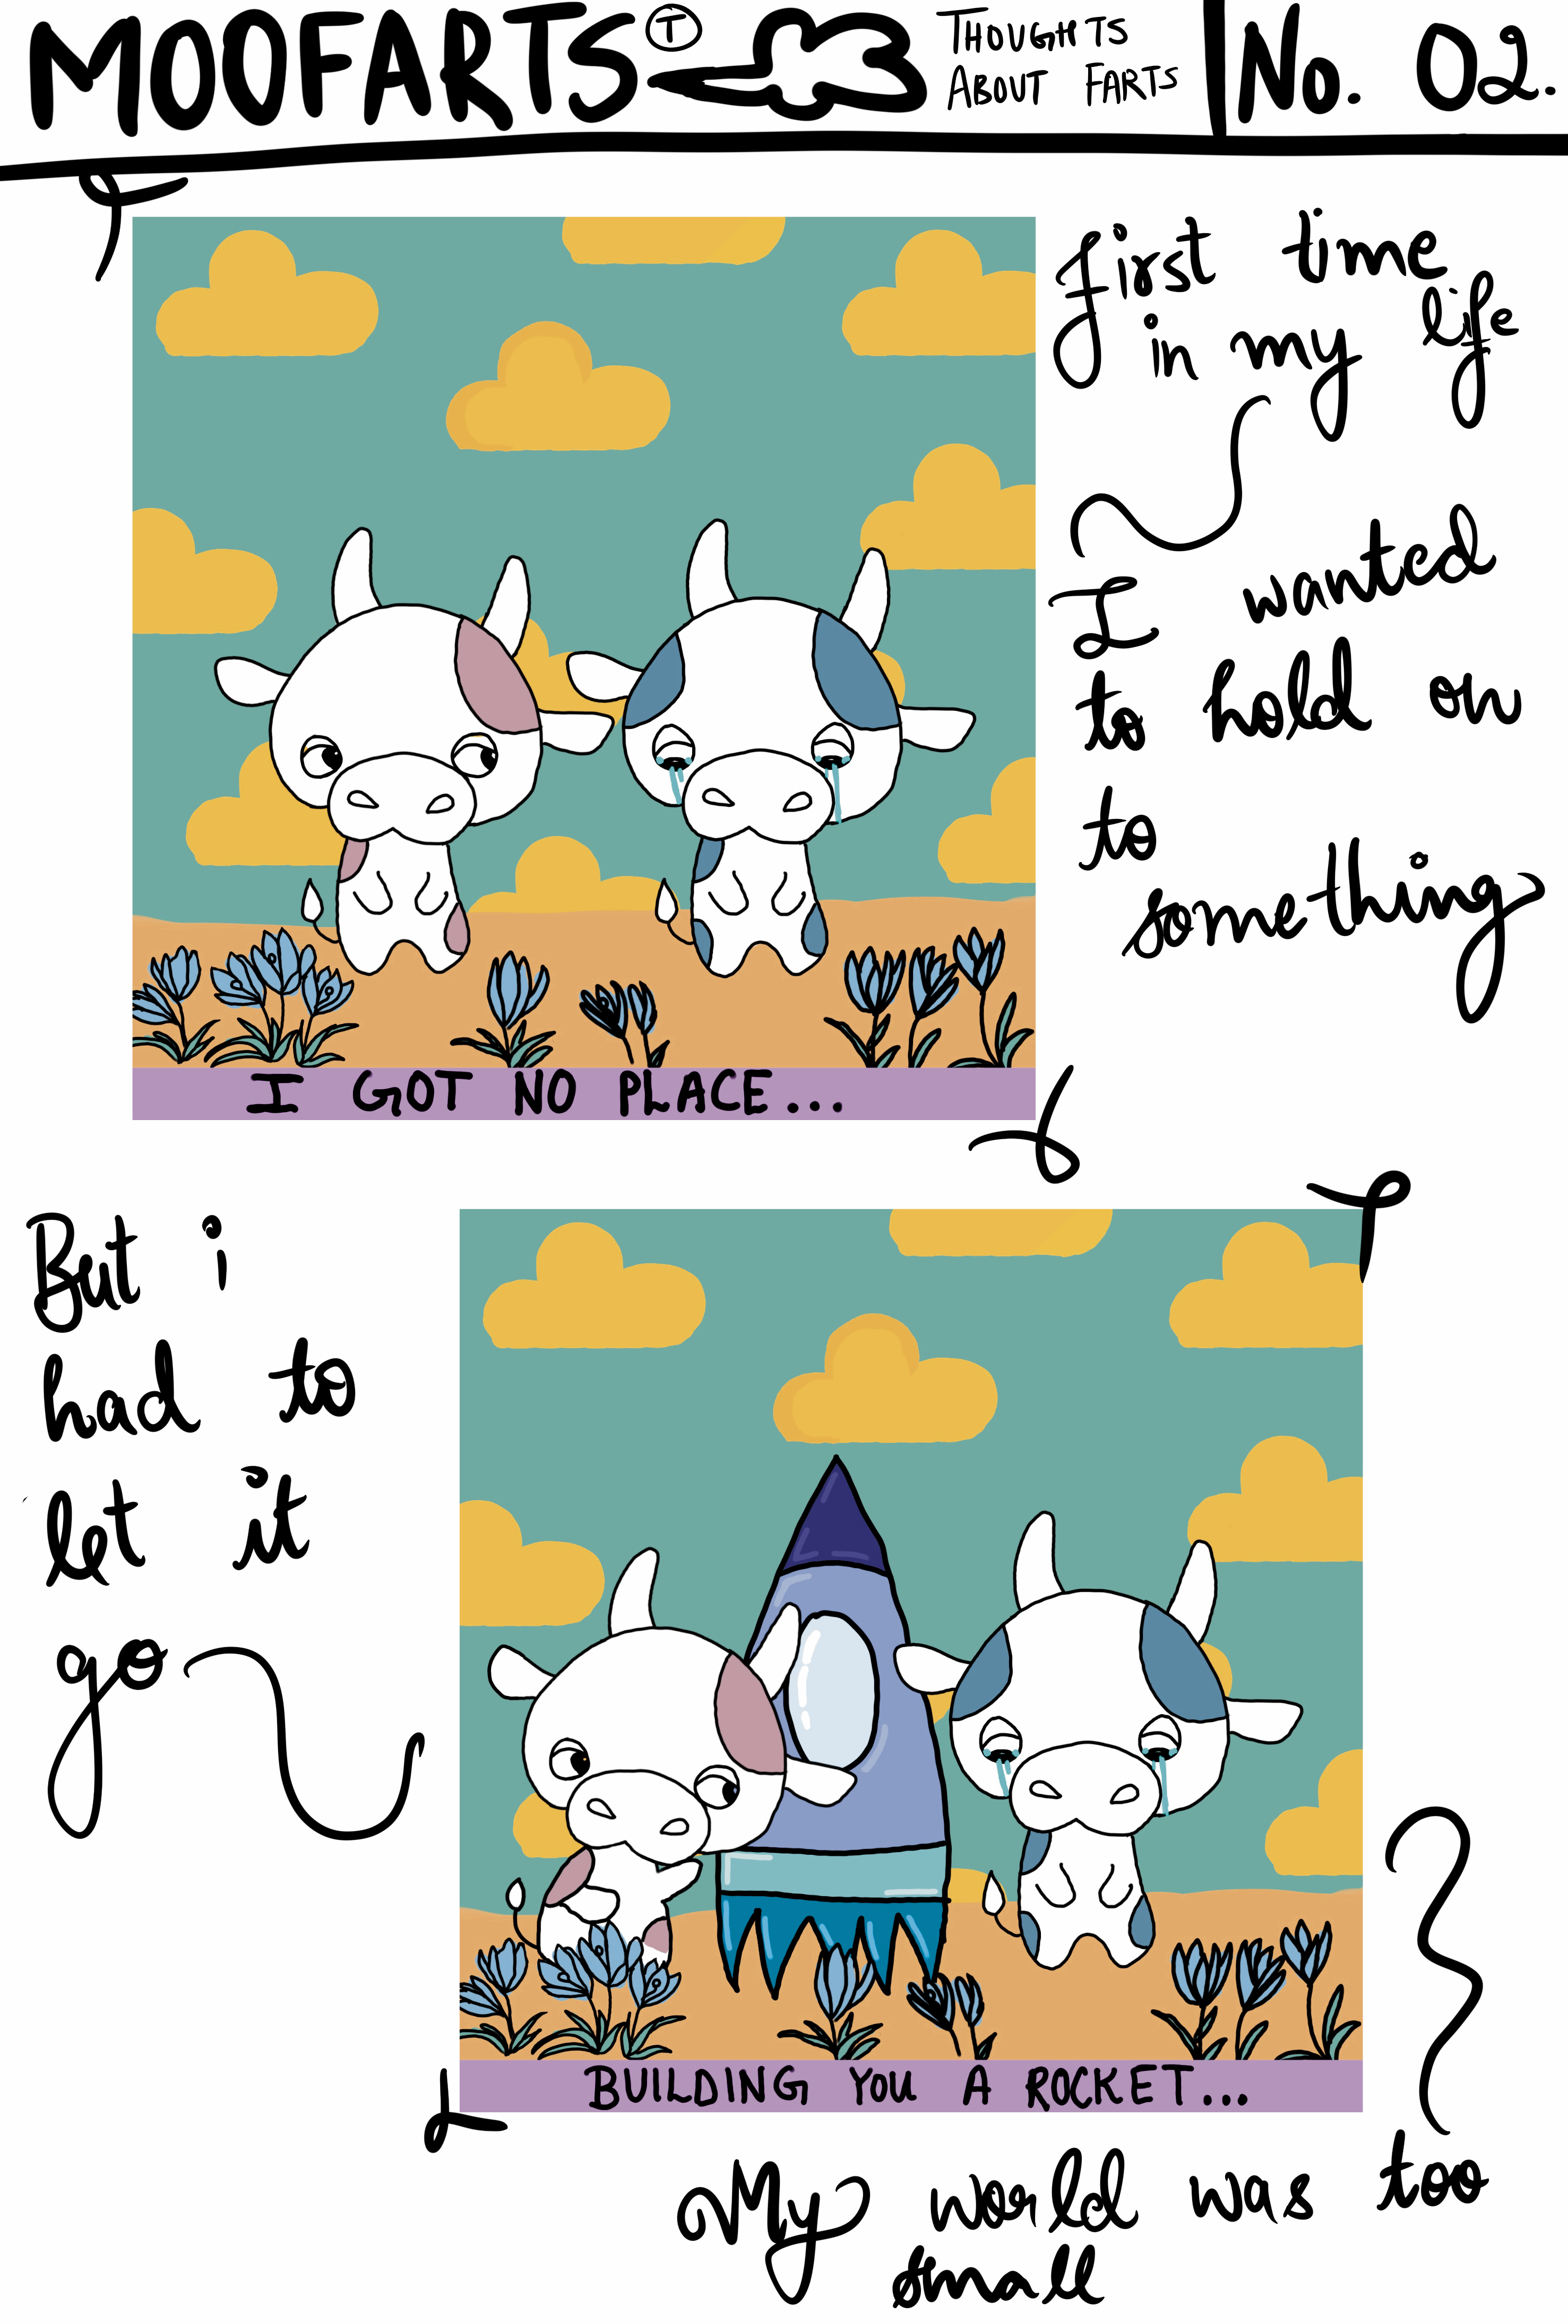 MOOFARTS Ⓣ
THOUGHTS
ABOUT FARTS
No. 02.
first time
in my life
I wanted
to hold on
to
something
I GOT NO PLACE...
But i
had to
let it
go
BUILDING YOU A ROCKET...
My world was too
small